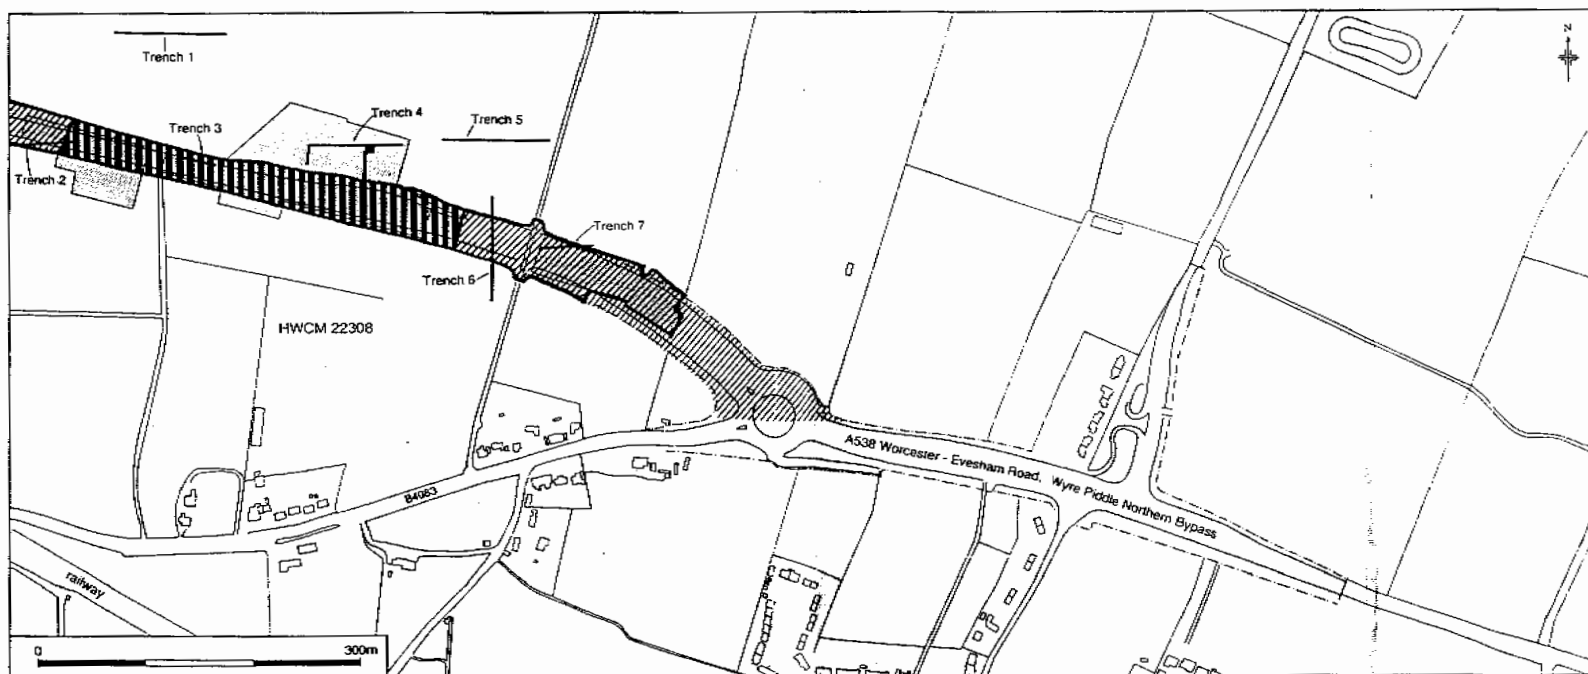 Trench 1
N
Trench 4
Trench 5
Trench 3
Trench 2
Trench 7
Trench 6
HWCM 22308
A538 Worcester - Evesham Road, Wyre Piddle Northern Bypass
B4083
railway
0 300m